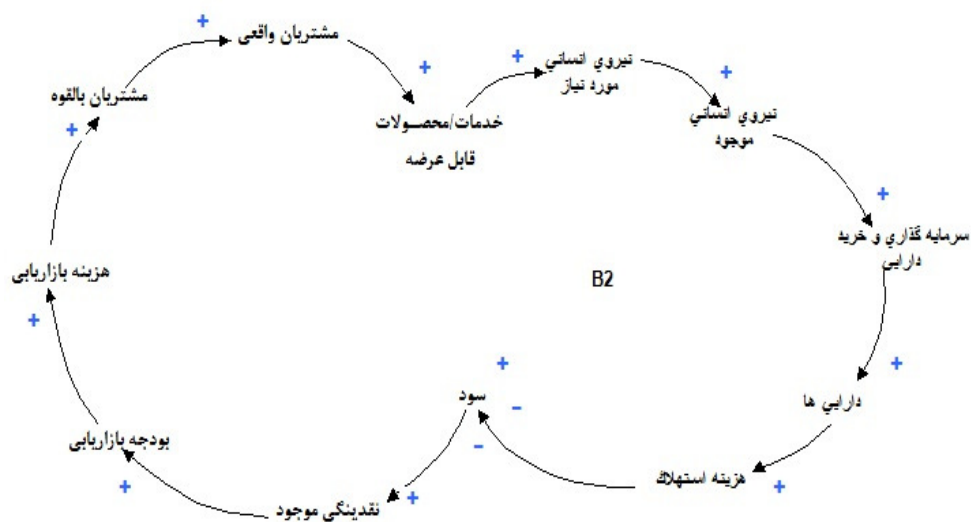 مشتریان واقعی
+
+
خدمات/محصولات
قابل عرضه
+
نیروی انسانی
مورد نیاز
+
نیروی انسانی
موجود
+
سرمایه گذاری و خرید
دارایی
+
دارایی ها
+
هزینه استهلاک
+
-
-
سود
+
نقدینگی موجود
+
بودجه بازاریابی
+
هزینه بازاریابی
+
مشتریان بالقوه
B2